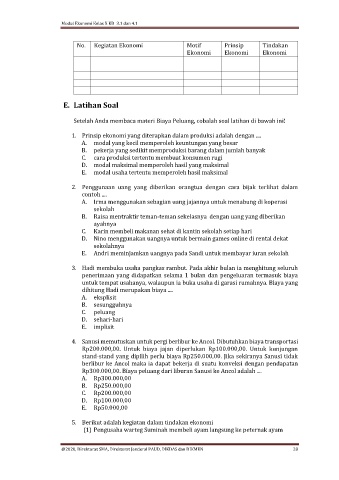 Modul Ekonomi Kelas X KD 3.1 dan 4.1
No. Kegiatan Ekonomi Motif Ekonomi Prinsip Ekonomi Tindakan Ekonomi
E. Latihan Soal
Setelah Anda membaca materi Biaya Peluang, cobalah soal latihan di bawah ini!
1. Prinsip ekonomi yang diterapkan dalam produksi adalah dengan ....
A. modal yang kecil memperoleh keuntungan yang besar
B. pekerja yang sedikit memproduksi barang dalam jumlah banyak
C. cara produksi tertentu membuat konsumen rugi
D. modal maksimal memperoleh hasil yang maksimal
E. modal usaha tertentu memperoleh hasil maksimal
2. Penggunaan uang yang diberikan orangtua dengan cara bijak terlihat dalam
contoh ....
A. Irma menggunakan sebagian uang jajannya untuk menabung di koperasi
sekolah
B. Raisa mentraktir teman-teman sekelasnya dengan uang yang diberikan
ayahnya
C. Karin membeli makanan sehat di kantin sekolah setiap hari
D. Nino menggunakan uangnya untuk bermain games online di rental dekat
sekolahnya
E. Andri meminjamkan uangnya pada Sandi untuk membayar iuran sekolah
3. Hadi membuka usaha pangkas rambut. Pada akhir bulan ia menghitung seluruh
penerimaan yang didapatkan selama 1 bulan dan pengeluaran termasuk biaya
untuk tempat usahanya, walaupun ia buka usaha di garasi rumahnya. Biaya yang
dihitung Hadi merupakan biaya ....
A. eksplisit
B. sesungguhnya
C. peluang
D. sehari-hari
E. implisit
4. Sanusi memutuskan untuk pergi berlibur ke Ancol. Dibutuhkan biaya transportasi
Rp200.000,00. Untuk biaya jajan diperlukan Rp100.000,00. Untuk kunjungan
stand-stand yang dipilih perlu biaya Rp250.000,00. Jika sekiranya Sanusi tidak
berlibur ke Ancol maka ia dapat bekerja di suatu konveksi dengan pendapatan
Rp300.000,00. Biaya peluang dari liburan Sanusi ke Ancol adalah ...
A. Rp300.000,00
B. Rp250.000,00
C. Rp200.000,00
D. Rp100.000,00
E. Rp50.000,00
5. Berikut adalah kegiatan dalam tindakan ekonomi
(1) Pengusaha warteg Saminah membeli ayam langsung ke peternak ayam
@2020, Direktorat SMA, Direktorat Jenderal PAUD, DIKDAS dan DIKMEN